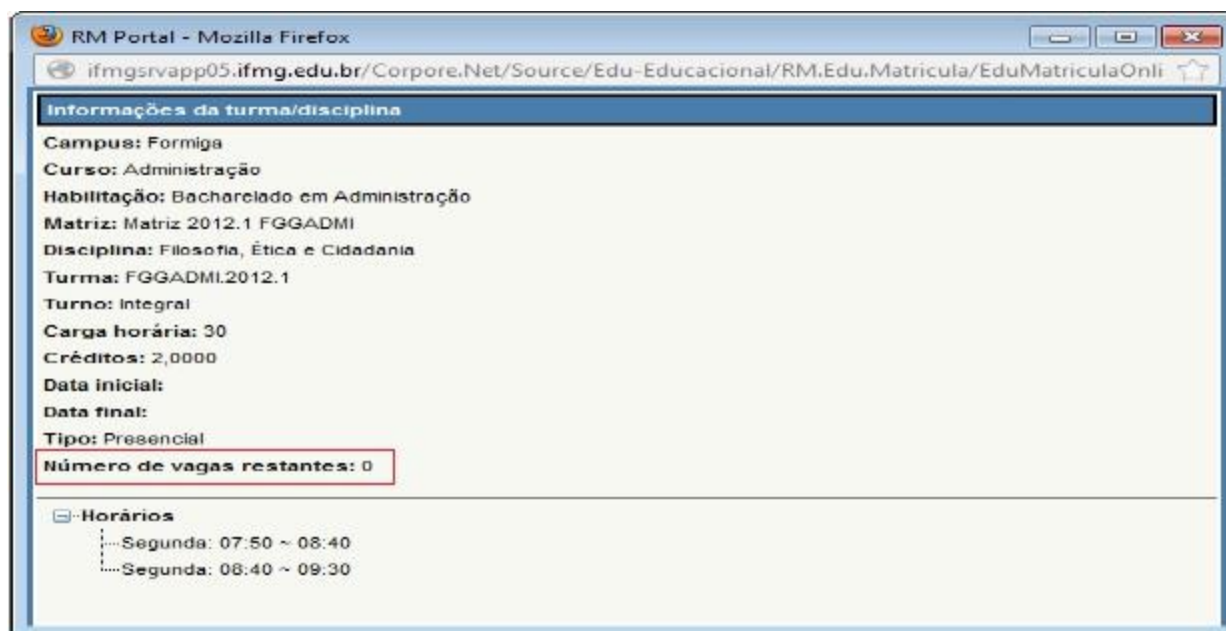 RM Portal - Mozilla Firefox
ifmgsrvapp05.ifmg.edu.br/Corpore.Net/Source/Edu-Educacional/RM.Edu.Matricula/EduMatriculaOnli
Informações da turma/disciplina
Campus: Formiga
Curso: Administração
Habilitação: Bacharelado em Administração
Matriz: Matriz 2012.1 FGGADMI
Disciplina: Filosofia, Ética e Cidadania
Turma: FGGADMI.2012.1
Turno: Integral
Carga horária: 30
Créditos: 2,0000
Data inicial:
Data final:
Tipo: Presencial
Número de vagas restantes: 0
Horários
Segunda: 07:50 ~ 08:40
Segunda: 08:40 ~ 09:30